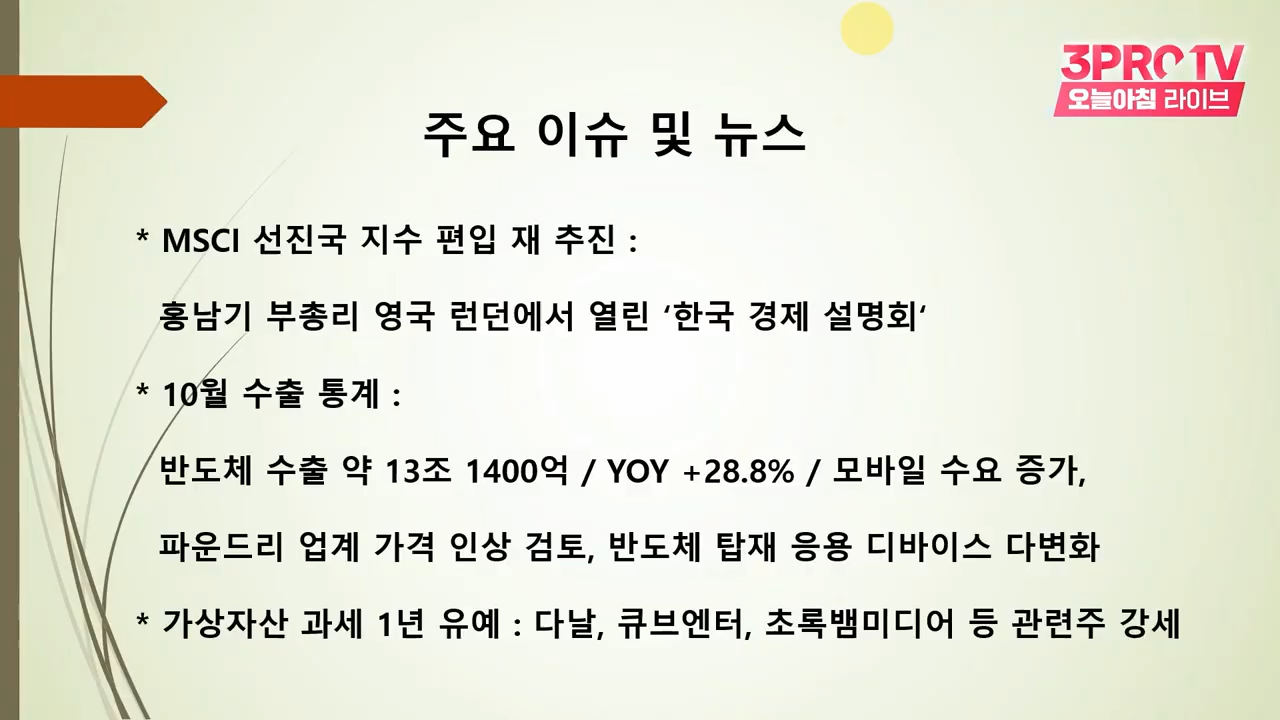 3PROTV
오늘아침 라이브
주요 이슈 및 뉴스
* MSCI 선진국 지수 편입 재 추진 :
홍남기 부총리 영국 런던에서 열린 ‘한국 경제 설명회‘
* 10월 수출 통계 :
반도체 수출 약 13조 1400억 / YOY +28.8% / 모바일 수요 증가,
파운드리 업계 가격 인상 검토, 반도체 탑재 응용 디바이스 다변화
* 가상자산 과세 1년 유예 : 다날, 큐브엔터, 초록뱀미디어 등 관련주 강세